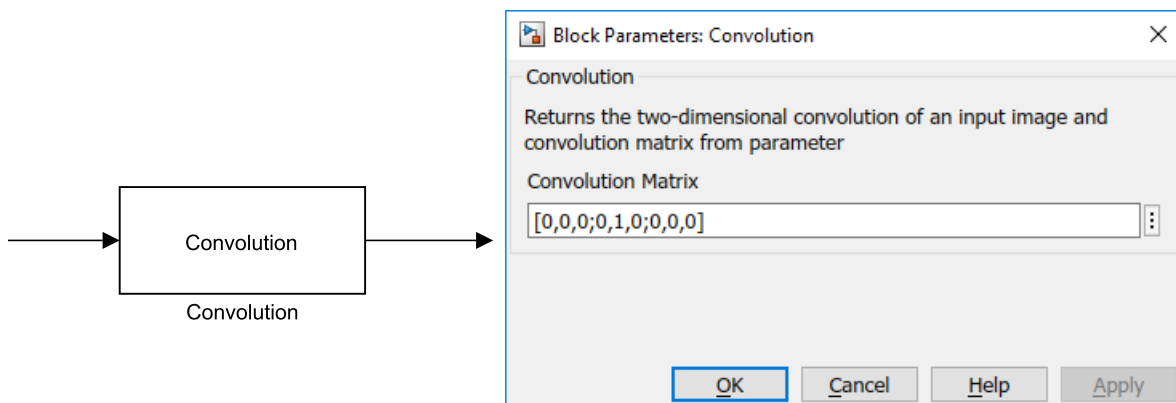 Convolution
Convolution
Block Parameters: Convolution
Convolution
Returns the two-dimensional convolution of an input image and
convolution matrix from parameter
Convolution Matrix
[0,0,0;0,1,0;0,0,0]
OK
Cancel
Help
Apply